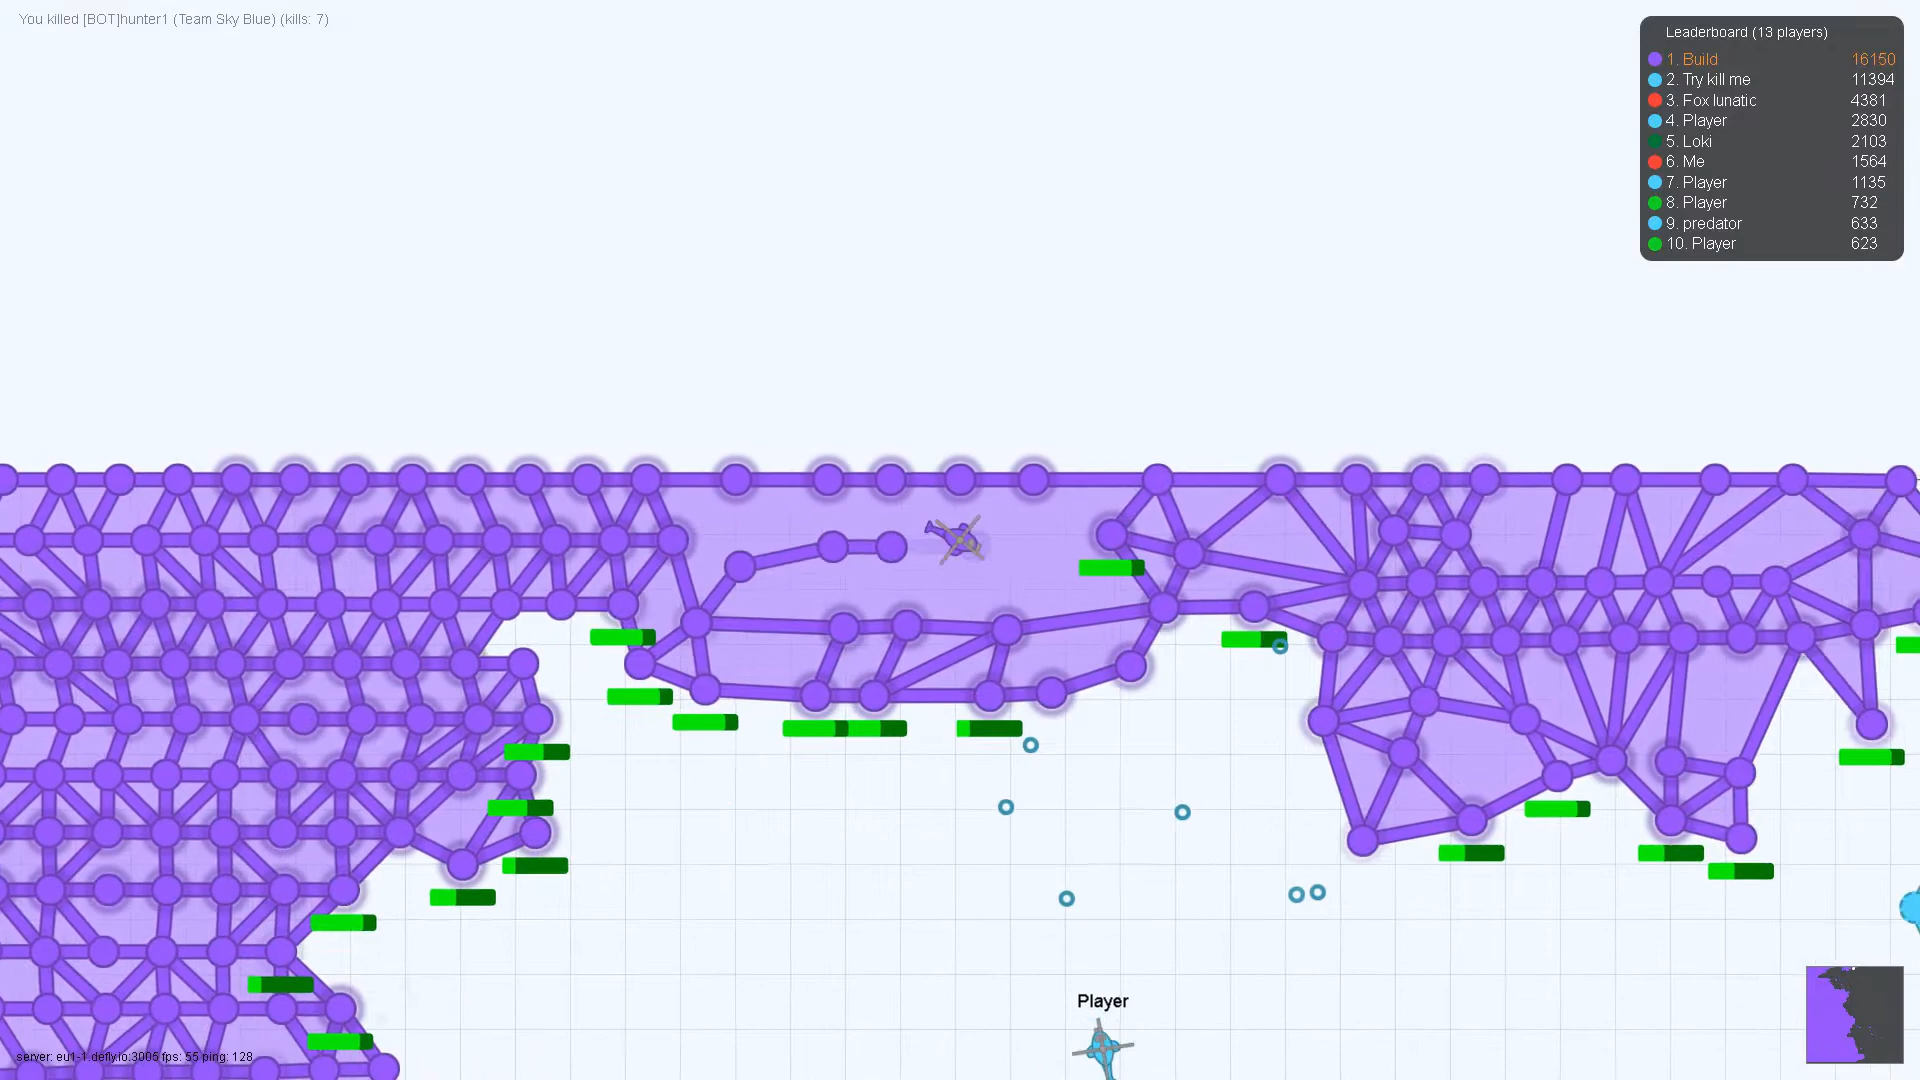 You killed [BOT]hunter1 (Team Sky Blue) (kills: 7)
Leaderboard (13 players)
1. Build 16150
2. Try kill me 11394
3. Fox lunatic 4381
4. Player 2830
5. Loki 2103
6. Me 1564
7. Player 1135
8. Player 732
9. predator 633
10. Player 623
Player
server: eu1-1.defly.io:3005 fps: 55 ping: 128